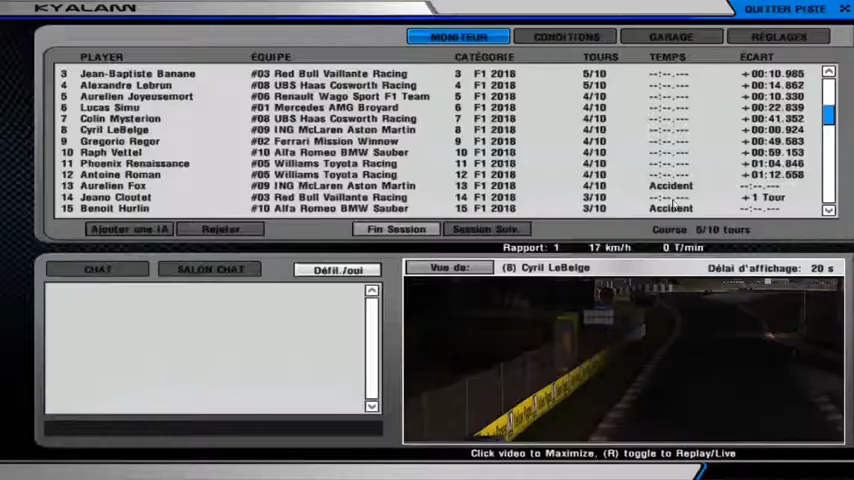 KYALAMI
QUITTER PISTE
MONITEUR CONDITIONS GARAGE RÉGLAGES
PLAYER ÉQUIPE CATÉGORIE TOURS TEMPS ÉCART
3 Jean-Baptiste Banane #03 Red Bull Vaillante Racing 3 F1 2018 5/10 --:--.--- +00:10.985
4 Alexandre Lebrun #08 UBS Haas Cosworth Racing 4 F1 2018 5/10 --:--.--- +00:14.862
5 Aurelien Joyeusemort #06 Renault Wago Sport F1 Team 5 F1 2018 4/10 --:--.--- +00:10.330
6 Lucas Simu #01 Mercedes AMG Broyard 6 F1 2018 4/10 --:--.--- +00:22.839
7 Colin Mysterion #08 UBS Haas Cosworth Racing 7 F1 2018 4/10 --:--.--- +00:41.352
8 Cyril LeBelge #09 ING McLaren Aston Martin 8 F1 2018 4/10 --:--.--- +00:00.924
9 Gregorio Regor #02 Ferrari Mission Winnow 9 F1 2018 4/10 --:--.--- +00:49.583
10 Raph Vettel #10 Alfa Romeo BMW Sauber 10 F1 2018 4/10 --:--.--- +00:59.153
11 Phoenix Renaissance #05 Williams Toyota Racing 11 F1 2018 4/10 --:--.--- +01:04.846
12 Antoine Roman #05 Williams Toyota Racing 12 F1 2018 4/10 --:--.--- +01:12.558
13 Aurelien Fox #09 ING McLaren Aston Martin 13 F1 2018 4/10 Accident --:--.---
14 Jeano Cloutet #03 Red Bull Vaillante Racing 14 F1 2018 3/10 --:--.--- +1 Tour
15 Benoit Hurlin #10 Alfa Romeo BMW Sauber 15 F1 2018 3/10 Accident --:--.---
Ajoutez une IA Rejeter Fin Session Session Suiv. Course 5/10 tours
Rapport: 1 17 km/h 0 T/min
CHAT SALON CHAT Défil./oui
Vue de: (8) Cyril LeBelge Délai d'affichage: 20 s
Click video to Maximize, (R) toggle to Replay/Live